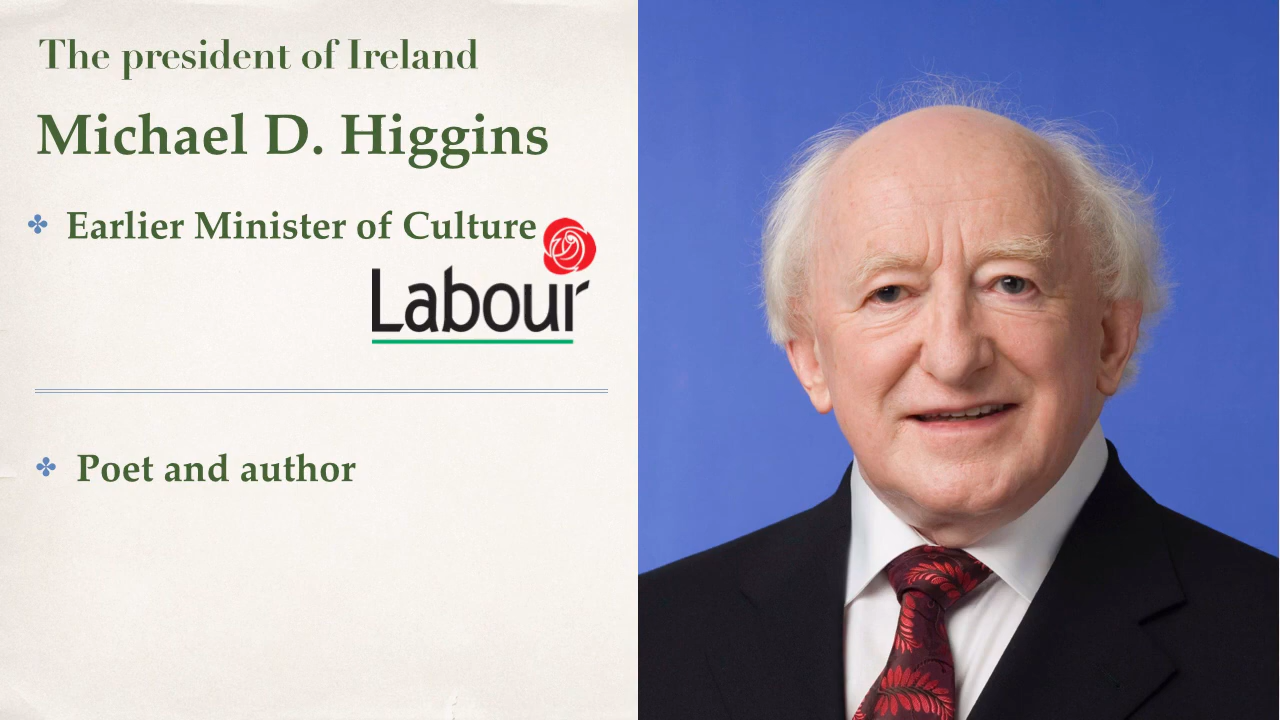 The president of Ireland
Michael D. Higgins
Earlier Minister of Culture
Labour
Poet and author